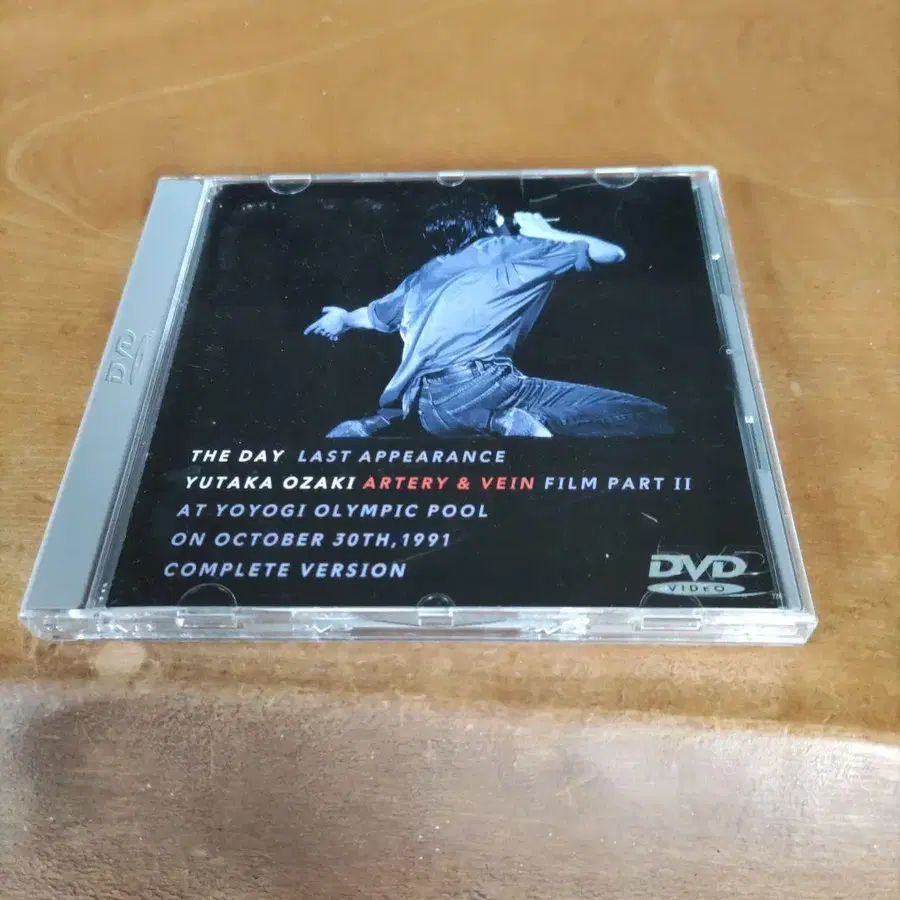 DVD
THE DAY LAST APPEARANCE
YUTAKA OZAKI ARTERY & VEIN FILM PART II
AT YOYOGI OLYMPIC POOL
ON OCTOBER 30TH, 1991
COMPLETE VERSION
DVD
VIDEO